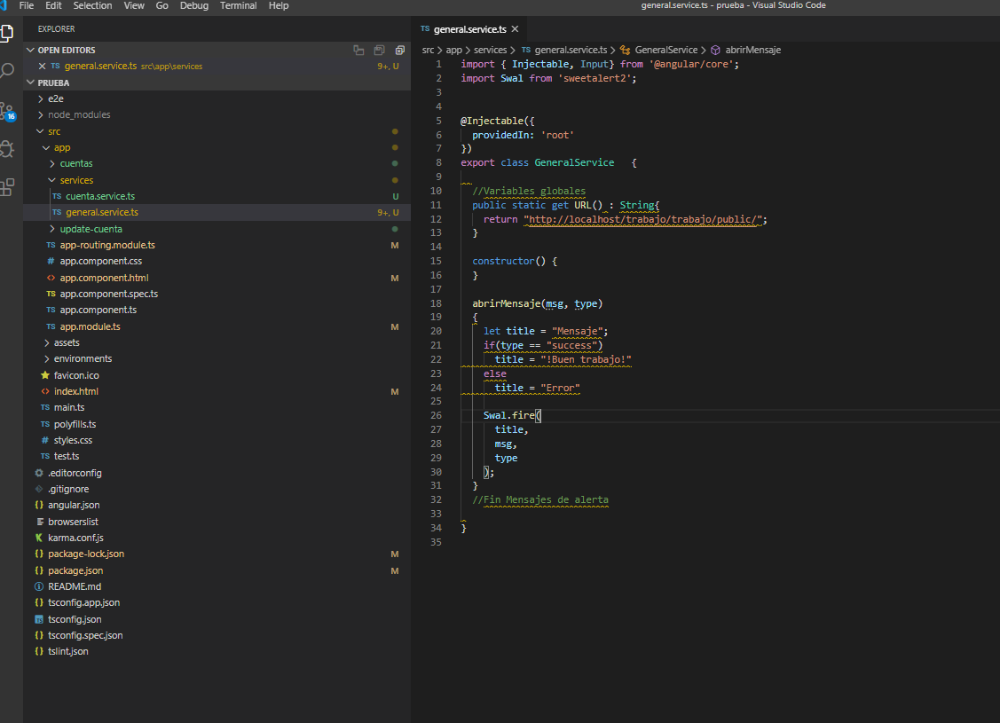 File Edit Selection View Go Debug Terminal Help
general.service.ts - prueba - Visual Studio Code
EXPLORER
OPEN EDITORS
TS general.service.ts src\app\services 9+, U
PRUEBA
e2e
node_modules
src
app
cuentas
services
TS cuenta.service.ts U
TS general.service.ts 9+, U
update-cuenta
TS app-routing.module.ts M
# app.component.css
<> app.component.html M
TS app.component.spec.ts
TS app.component.ts
TS app.module.ts M
assets
environments
favicon.ico
<> index.html M
TS main.ts
TS polyfills.ts
# styles.css
TS test.ts
.editorconfig
.gitignore
{} angular.json
browserslist
karma.conf.js
{} package-lock.json M
{} package.json M
README.md
{} tsconfig.app.json
tsconfig.json
{} tsconfig.spec.json
{} tslint.json
16
TS general.service.ts
src > app > services > TS general.service.ts > GeneralService > abrirMensaje
1 import { Injectable, Input} from '@angular/core';
2 import Swal from 'sweetalert2';
3
4
5 @Injectable({
6 providedIn: 'root'
7 })
8 export class GeneralService {
9
10 //Variables globales
11 public static get URL() : String{
12 return "http://localhost/trabajo/trabajo/public/";
13 }
14
15 constructor() {
16 }
17
18 abrirMensaje(msg, type)
19 {
20 let title = "Mensaje";
21 if(type == "success")
22 title = "!Buen trabajo!"
23 else
24 title = "Error"
25
26 Swal.fire(
27 title,
28 msg,
29 type
30 );
31 }
32 //Fin Mensajes de alerta
33
34 }
35